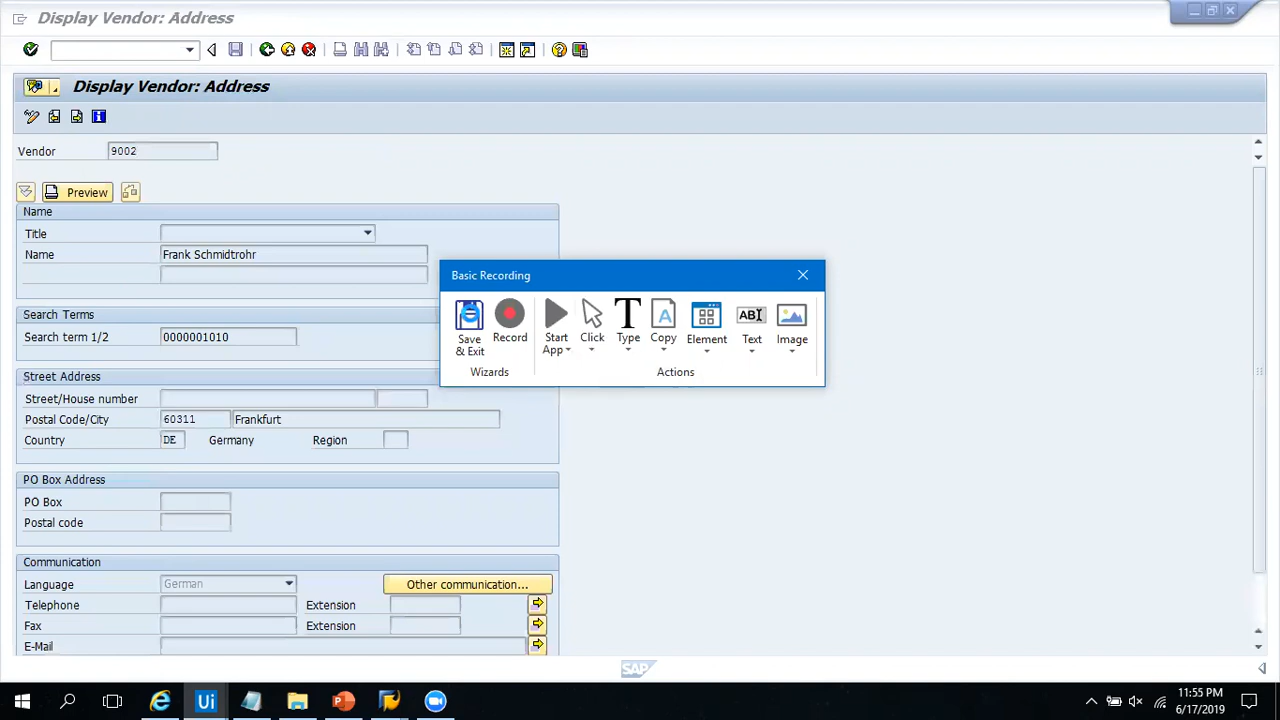 Display Vendor: Address
Display Vendor: Address
Vendor 9002
Preview
Name
Title
Name Frank Schmidtrohr
Search Terms
Search term 1/2 0000001010
Street Address
Street/House number
Postal Code/City 60311 Frankfurt
Country DE Germany Region
PO Box Address
PO Box
Postal code
Communication
Language German Other communication...
Telephone Extension
Fax Extension
E-Mail
Basic Recording
Save & Exit
Record
Start App
Click
Type
Copy
Element
Text
Image
Wizards
Actions
A
ABI
SAP
Ui
11:55 PM
6/17/2019